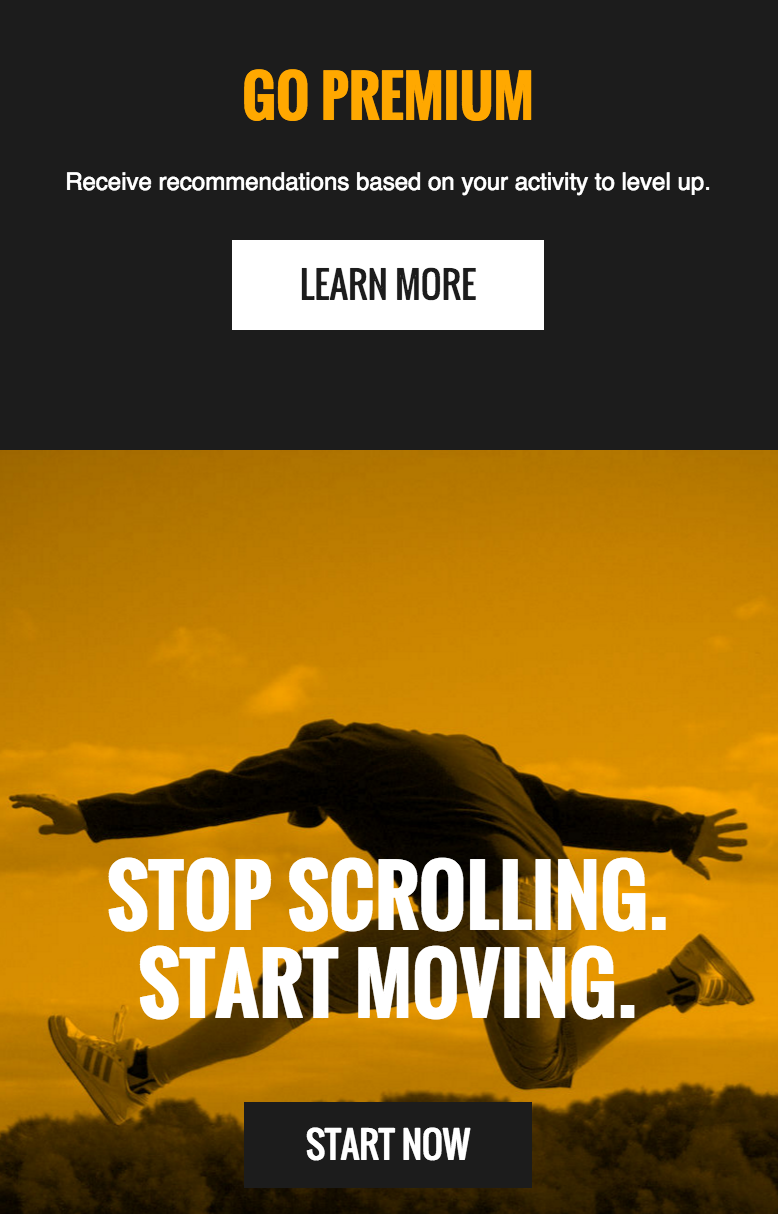 GO PREMIUM
Receive recommendations based on your activity to level up.
LEARN MORE
STOP SCROLLING.
START MOVING.
START NOW